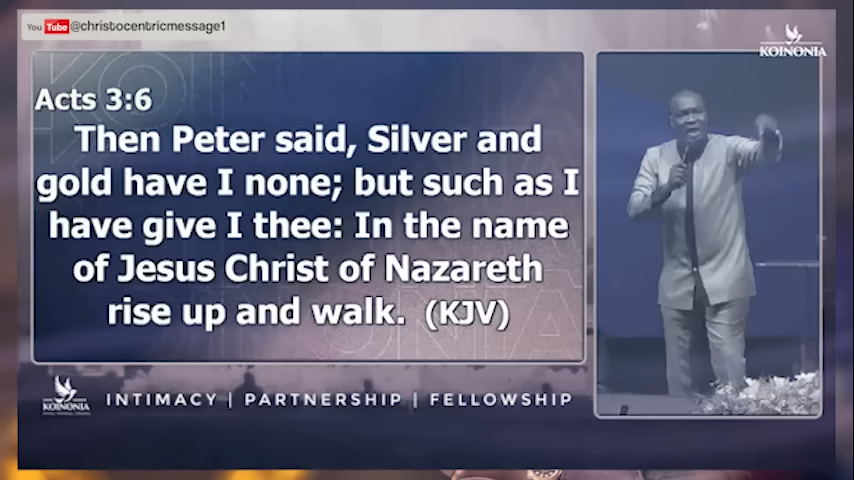 You Tube @christocentricmessage1
KOINONIA
Acts 3:6
Then Peter said, Silver and
gold have I none; but such as I
have give I thee: In the name
of Jesus Christ of Nazareth
rise up and walk. (KJV)
KOINONIA
INTIMACY | PARTNERSHIP | FELLOWSHIP